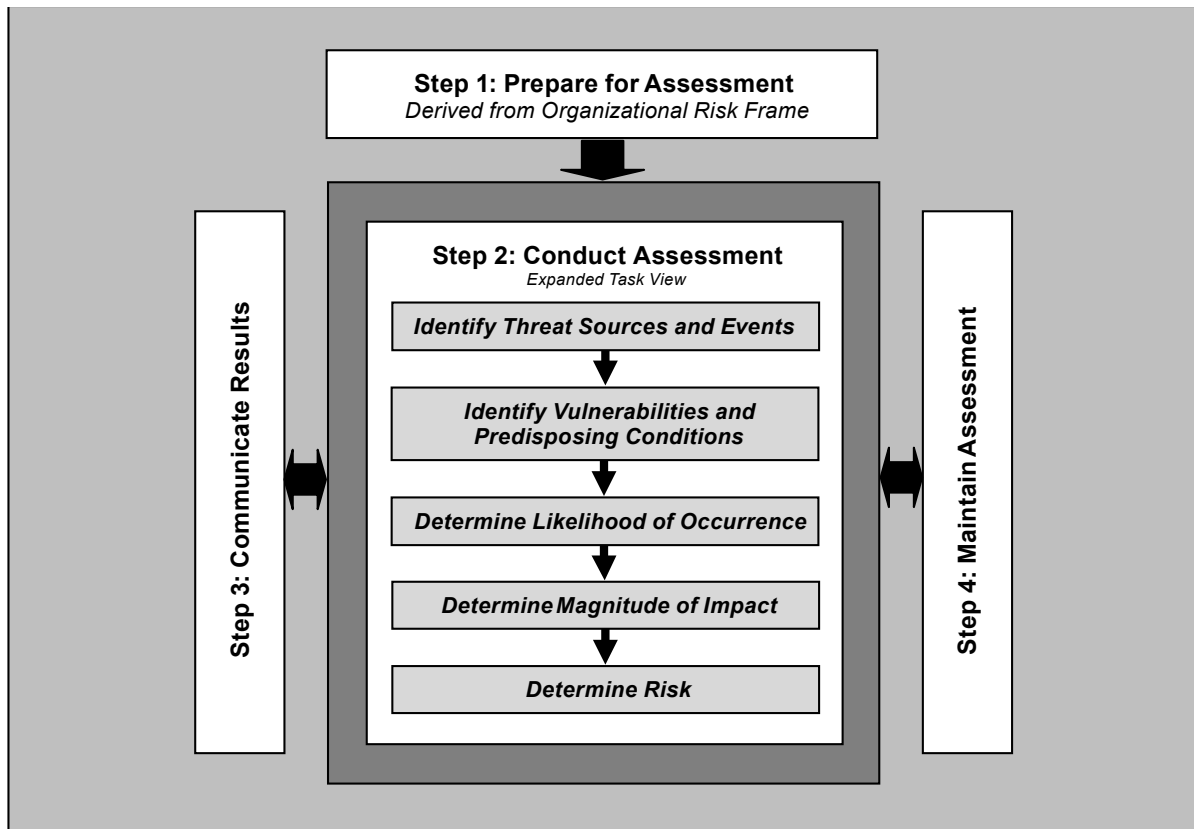 Step 1: Prepare for Assessment
Derived from Organizational Risk Frame
Step 2: Conduct Assessment
Expanded Task View
Identify Threat Sources and Events
Identify Vulnerabilities and
Predisposing Conditions
Determine Likelihood of Occurrence
Determine Magnitude of Impact
Determine Risk
Step 3: Communicate Results
Step 4: Maintain Assessment